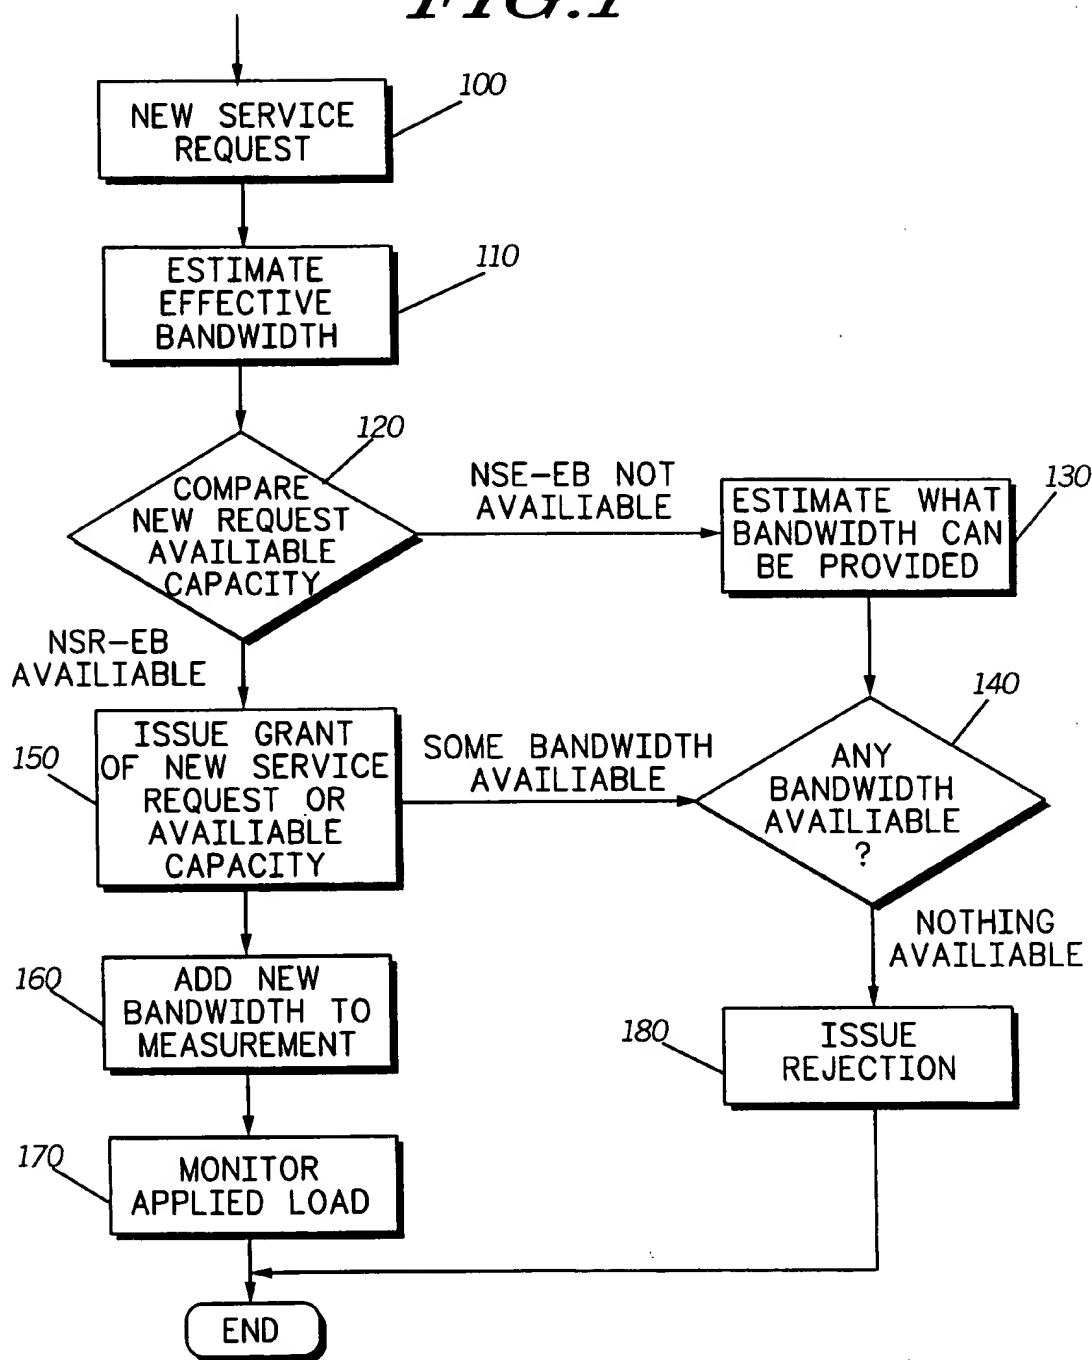 FIG.1
100
NEW SERVICE
REQUEST
110
ESTIMATE
EFFECTIVE
BANDWIDTH
120
COMPARE
NEW REQUEST
AVAILIABLE
CAPACITY
NSE-EB NOT
AVAILIABLE
130
ESTIMATE WHAT
BANDWIDTH CAN
BE PROVIDED
NSR-EB
AVAILIABLE
140
ANY
BANDWIDTH
AVAILIABLE
?
150
ISSUE GRANT
OF NEW SERVICE
REQUEST OR
AVAILIABLE
CAPACITY
SOME BANDWIDTH
AVAILIABLE
NOTHING
AVAILIABLE
160
ADD NEW
BANDWIDTH TO
MEASUREMENT
180
ISSUE
REJECTION
170
MONITOR
APPLIED LOAD
END